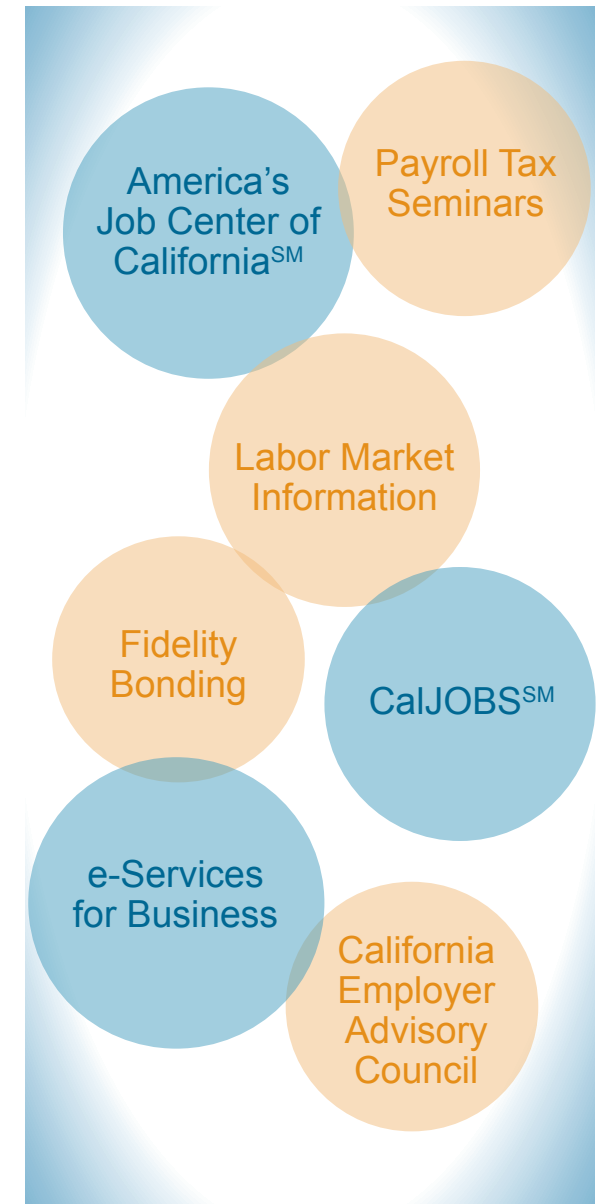 America’s
Job Center of
California℠
Payroll Tax
Seminars
Labor Market
Information
Fidelity
Bonding
CalJOBS℠
e-Services
for Business
California
Employer
Advisory
Council